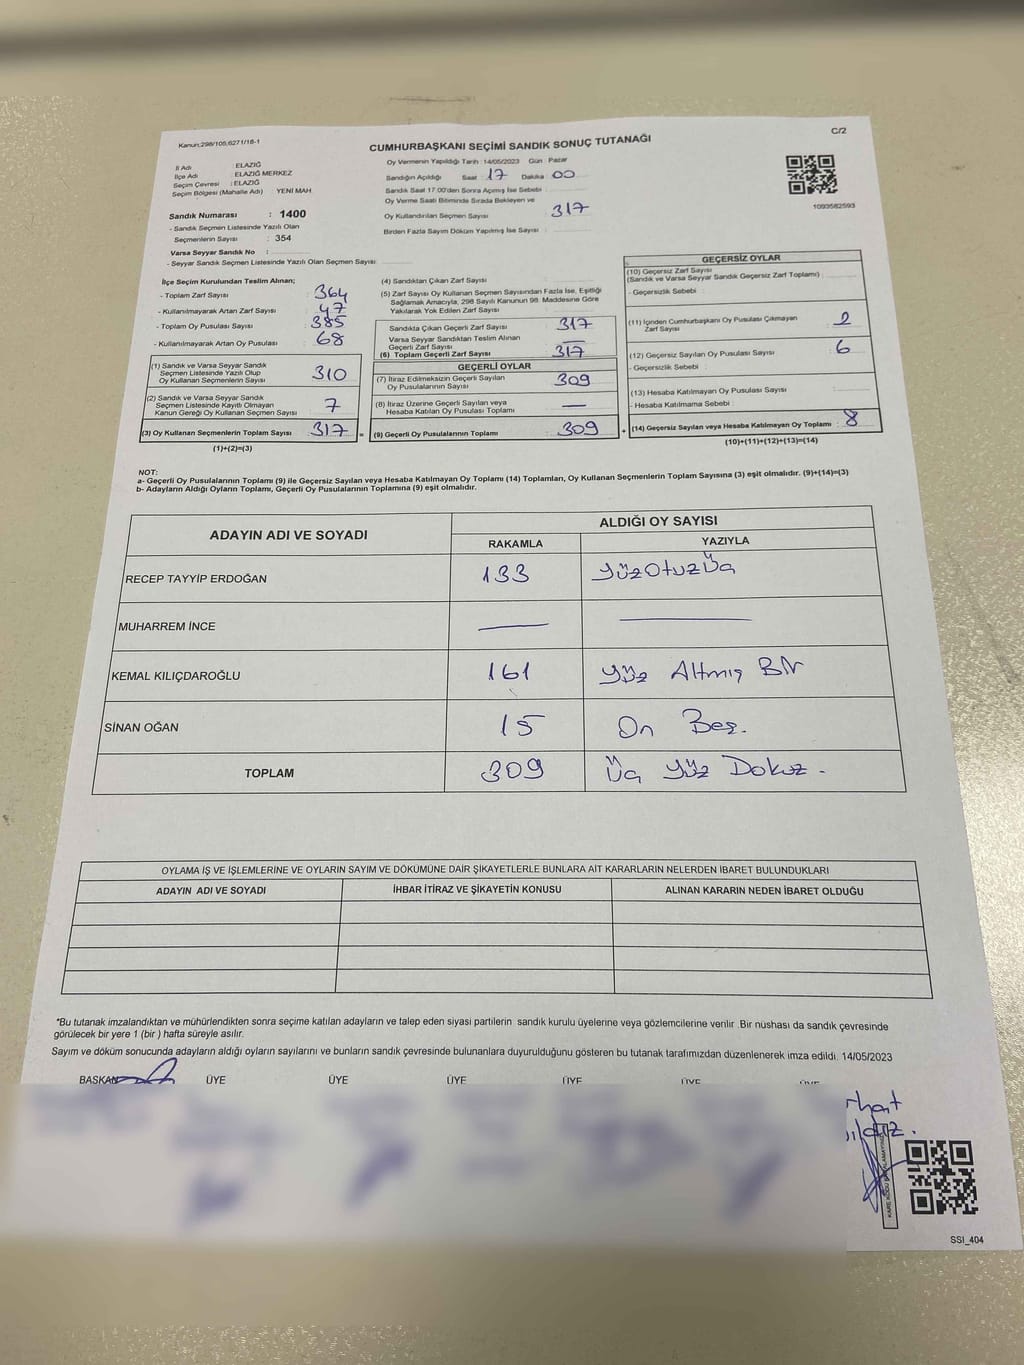 Kanun;298/105,6271/18-1
C/2
CUMHURBAŞKANI SEÇİMİ SANDIK SONUÇ TUTANAĞI
İl Adı : ELAZIĞ
İlçe Adı : ELAZIĞ MERKEZ
Seçim Çevresi : ELAZIĞ
Seçim Bölgesi (Mahalle Adı) : YENİ MAH
Oy Vermenin Yapıldığı Tarih :14/05/2023 Gün : Pazar
Sandığın Açıldığı Saat : 17 Dakika : 00
Sandık Saat 17.00'den Sonra Açımış İse Sebebi :
Oy Verme Saati Bitiminde Sırada Bekleyen ve
Oy Kullandırılan Seçmen Sayısı : 317
Birden Fazla Sayım Döküm Yapılmış İse Sayısı :
1093582593
Sandık Numarası : 1400
- Sandık Seçmen Listesinde Yazılı Olan
Seçmenlerin Sayısı : 354
Varsa Seyyar Sandık No :
- Seyyar Sandık Seçmen Listesinde Yazılı Olan Seçmen Sayısı:
İlçe Seçim Kurulundan Teslim Alınan;
- Toplam Zarf Sayısı : 364
- Kullanılmayarak Artan Zarf Sayısı : 47
- Toplam Oy Pusulası Sayısı : 385
- Kullanılmayarak Artan Oy Pusulası : 68
(1) Sandık ve Varsa Seyyar Sandık
Seçmen Listesinde Yazılı Olup
Oy Kullanan Seçmenlerin Sayısı : 310
(2) Sandık ve Varsa Seyyar Sandık
Seçmen Listesinde Kayıtlı Olmayan
Kanun Gereği Oy Kullanan Seçmen Sayısı : 7
(3) Oy Kullanan Seçmenlerin Toplam Sayısı : 317 =
(1)+(2)=(3)
(4) Sandıktan Çıkan Zarf Sayısı :
(5) Zarf Sayısı Oy Kullanan Seçmen Sayısından Fazla İse, Eşitliği
Sağlamak Amacıyla, 298 Sayılı Kanunun 98. Maddesine Göre
Yakılarak Yok Edilen Zarf Sayısı :
Sandıkta Çıkan Geçerli Zarf Sayısı : 317
Varsa Seyyar Sandıktan Teslim Alınan
Geçerli Zarf Sayısı : —
(6) Toplam Geçerli Zarf Sayısı : 317
GEÇERLİ OYLAR
(7) İtiraz Edilmeksizin Geçerli Sayılan
Oy Pusulalarının Sayısı : 309
(8) İtiraz Üzerine Geçerli Sayılan veya
Hesaba Katılan Oy Pusulası Toplamı : —
(9) Geçerli Oy Pusulalarının Toplamı : 309 +
GEÇERSİZ OYLAR
(10) Geçersiz Zarf Sayısı
(Sandık ve Varsa Seyyar Sandık Geçersiz Zarf Toplamı) :
- Geçersizlik Sebebi :
(11) İçinden Cumhurbaşkanı Oy Pusulası Çıkmayan
Zarf Sayısı : 2
(12) Geçersiz Sayılan Oy Pusulası Sayısı : 6
- Geçersizlik Sebebi :
(13) Hesaba Katılmayan Oy Pusulası Sayısı :
- Hesaba Katılmama Sebebi :
(14) Geçersiz Sayılan veya Hesaba Katılmayan Oy Toplamı : 8
(10)+(11)+(12)+(13)=(14)
NOT:
a- Geçerli Oy Pusulalarının Toplamı (9) ile Geçersiz Sayılan veya Hesaba Katılmayan Oy Toplamı (14) Toplamları, Oy Kullanan Seçmenlerin Toplam Sayısına (3) eşit olmalıdır. (9)+(14)=(3)
b- Adayların Aldığı Oyların Toplamı, Geçerli Oy Pusulalarının Toplamına (9) eşit olmalıdır.
ADAYIN ADI VE SOYADI
ALDIĞI OY SAYISI
RAKAMLA YAZIYLA
RECEP TAYYİP ERDOĞAN 133 YüzOtuzÜç
MUHARREM İNCE — —
KEMAL KILIÇDAROĞLU 161 Yüz Altmış Bir
SİNAN OĞAN 15 On Beş.
TOPLAM 309 Üç Yüz Dokuz .
OYLAMA İŞ VE İŞLEMLERİNE VE OYLARIN SAYIM VE DÖKÜMÜNE DAİR ŞİKAYETLERLE BUNLARA AİT KARARLARIN NELERDEN İBARET BULUNDUKLARI
ADAYIN ADI VE SOYADI İHBAR İTİRAZ VE ŞİKAYETİN KONUSU ALINAN KARARIN NEDEN İBARET OLDUĞU
*Bu tutanak imzalandıktan ve mühürlendikten sonra seçime katılan adayların ve talep eden siyasi partilerin sandık kurulu üyelerine veya gözlemcilerine verilir .Bir nüshası da sandık çevresinde
görülecek bir yere 1 (bir ) hafta süreyle asılır.
Sayım ve döküm sonucunda adayların aldığı oyların sayılarını ve bunların sandık çevresinde bulunanlara duyurulduğunu gösteren bu tutanak tarafımızdan düzenlenerek imza edildi. 14/05/2023
BAŞKAN ÜYE ÜYE ÜYE ÜYE ÜYE ÜYE
SSI_404